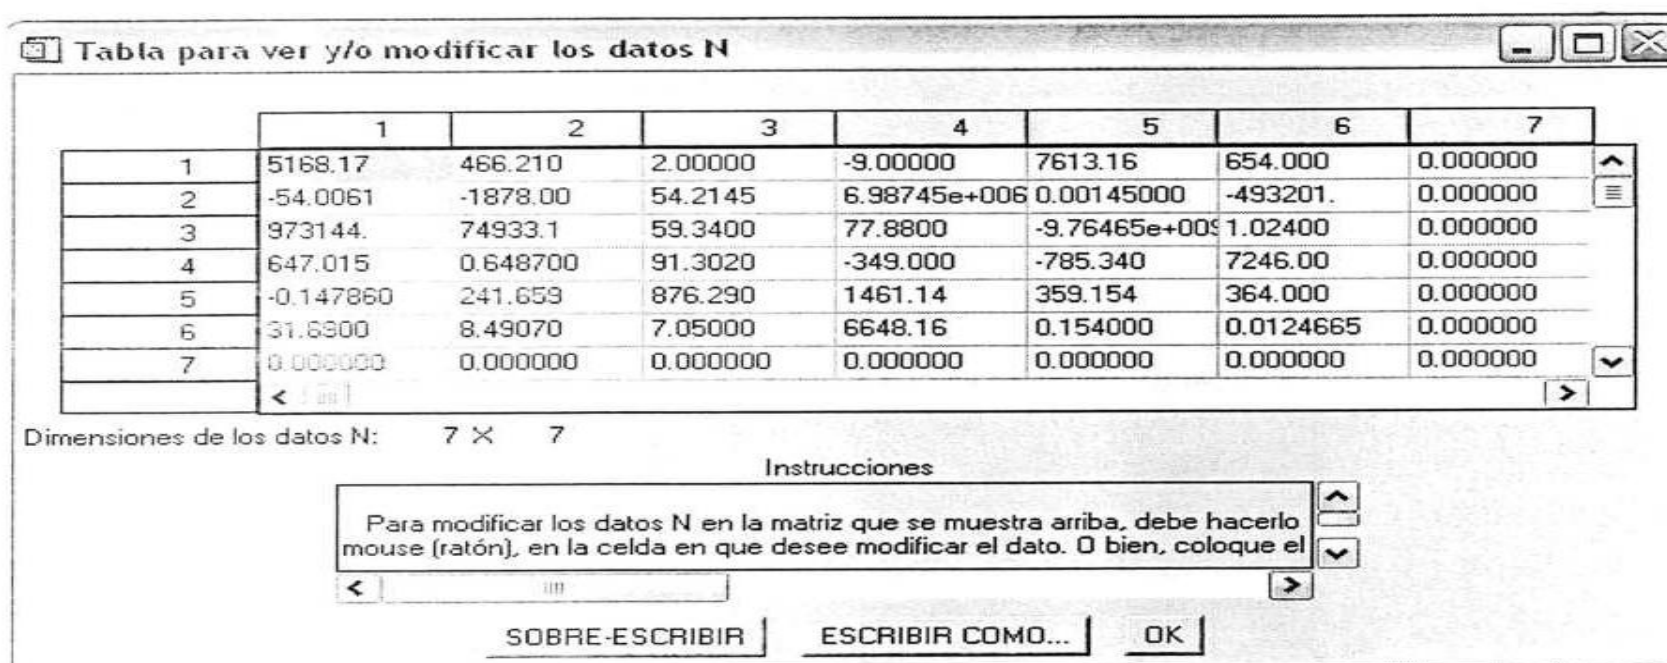 Tabla para ver y/o modificar los datos N
1 2 3 4 5 6 7
1 5168.17 466.210 2.00000 -9.00000 7613.16 654.000 0.000000
2 -54.0061 -1878.00 54.2145 6.98745e+006 0.00145000 -493201. 0.000000
3 973144. 74933.1 59.3400 77.8800 -9.76465e+009 1.02400 0.000000
4 647.015 0.648700 91.3020 -349.000 -785.340 7246.00 0.000000
5 -0.147860 241.659 876.290 1461.14 359.154 364.000 0.000000
6 8.49070 7.05000 6648.16 0.154000 0.0124665 0.000000
7 0.000000 0.000000 0.000000 0.000000 0.000000 0.000000 0.000000
Dimensiones de los datos N: 7 X 7
Instrucciones
Para modificar los datos N en la matriz que se muestra arriba, debe hacerlo
mouse (ratón), en la celda en que desee modificar el dato. O bien, coloque el
SOBRE-ESCRIBIR ESCRIBIR COMO... OK